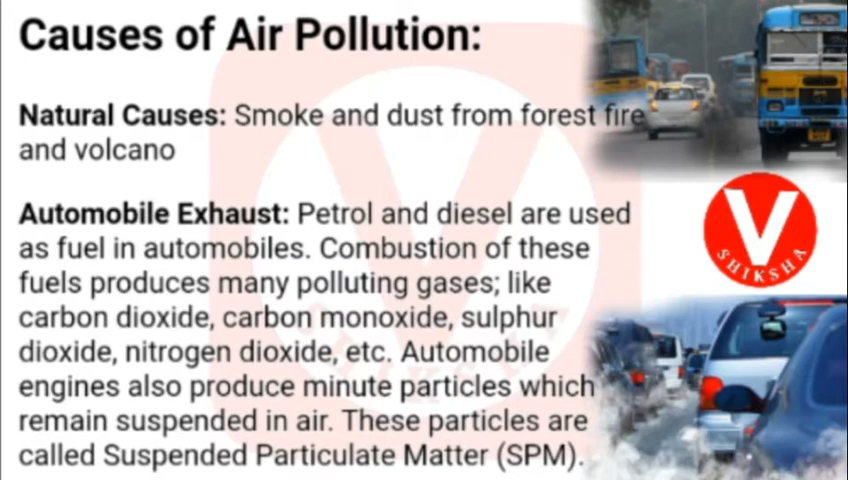 Causes of Air Pollution:
Natural Causes: Smoke and dust from forest fire
and volcano
Automobile Exhaust: Petrol and diesel are used
as fuel in automobiles. Combustion of these
fuels produces many polluting gases; like
carbon dioxide, carbon monoxide, sulphur
dioxide, nitrogen dioxide, etc. Automobile
engines also produce minute particles which
remain suspended in air. These particles are
called Suspended Particulate Matter (SPM).
V
SHIKSHA